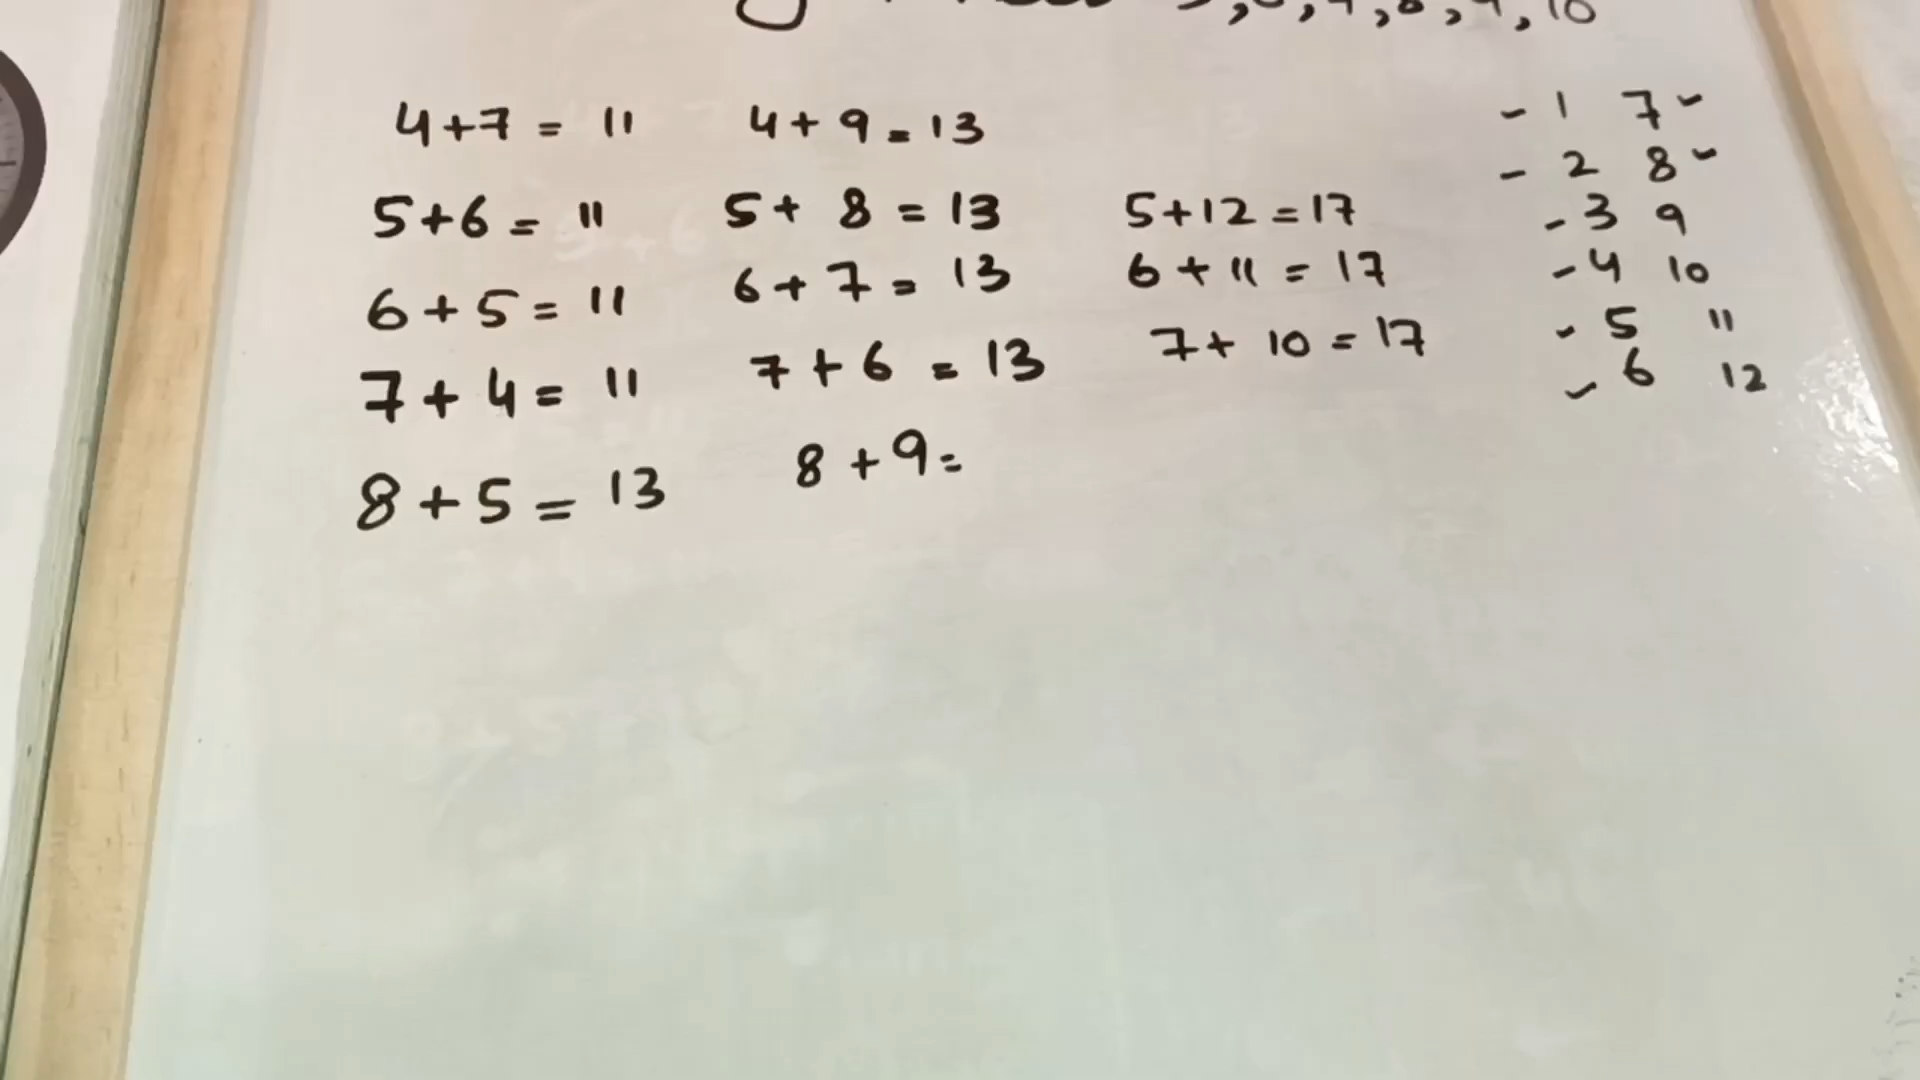 10
4+7 = 11 4+9=13 - 1 7 -
- 2 8 -
5+6= 11 5+ 8 = 13 5+12=17 - 3 9
6+5= 11 6+7= 13 6+11= 17 - 4 10
7+4= 11 7+6 = 13 7+ 10=17 - 5 11
- 6 12
8+5= 13 8+9=